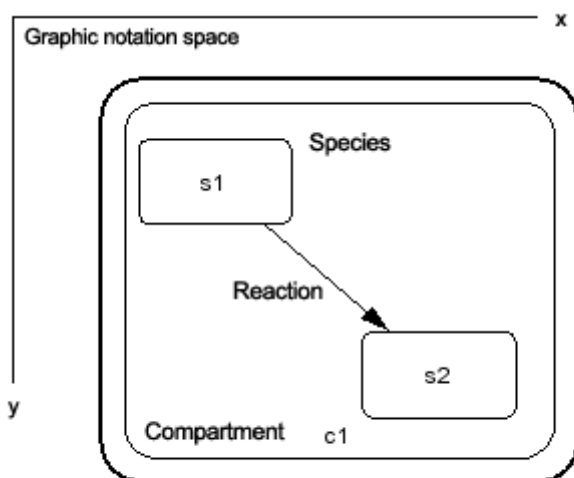 x
Graphic notation space
Species
s1
Reaction
s2
y
Compartment c1